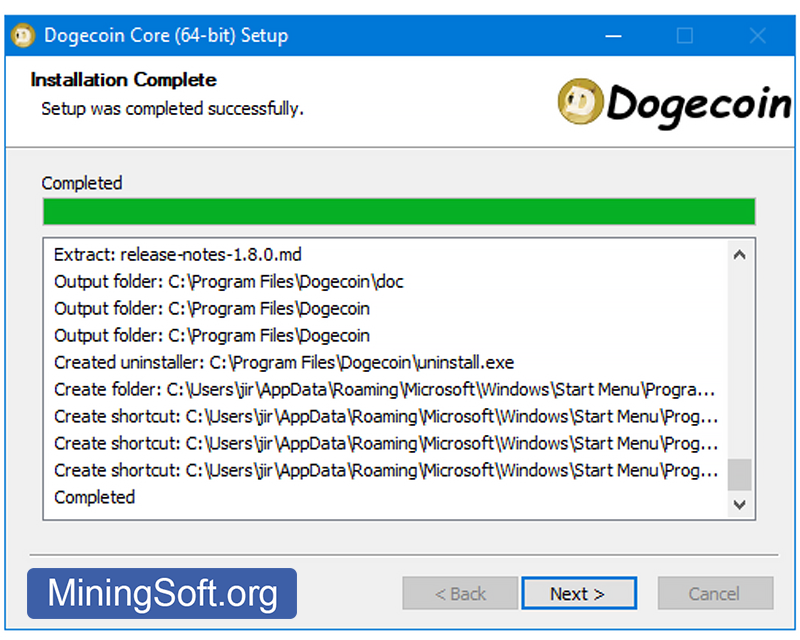 Dogecoin Core (64-bit) Setup
Installation Complete
Setup was completed successfully.
Dogecoin
Completed
Extract: release-notes-1.8.0.md
Output folder: C:\Program Files\Dogecoin\doc
Output folder: C:\Program Files\Dogecoin
Output folder: C:\Program Files\Dogecoin
Created uninstaller: C:\Program Files\Dogecoin\uninstall.exe
Create folder: C:\Users\jir\AppData\Roaming\Microsoft\Windows\Start Menu\Progra...
Create shortcut: C:\Users\jir\AppData\Roaming\Microsoft\Windows\Start Menu\Prog...
Create shortcut: C:\Users\jir\AppData\Roaming\Microsoft\Windows\Start Menu\Prog...
Create shortcut: C:\Users\jir\AppData\Roaming\Microsoft\Windows\Start Menu\Prog...
Completed
MiningSoft.org
< Back
Next >
Cancel